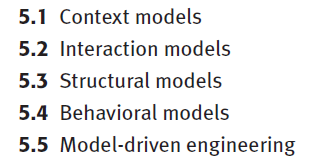 5.1 Context models
5.2 Interaction models
5.3 Structural models
5.4 Behavioral models
5.5 Model-driven engineering